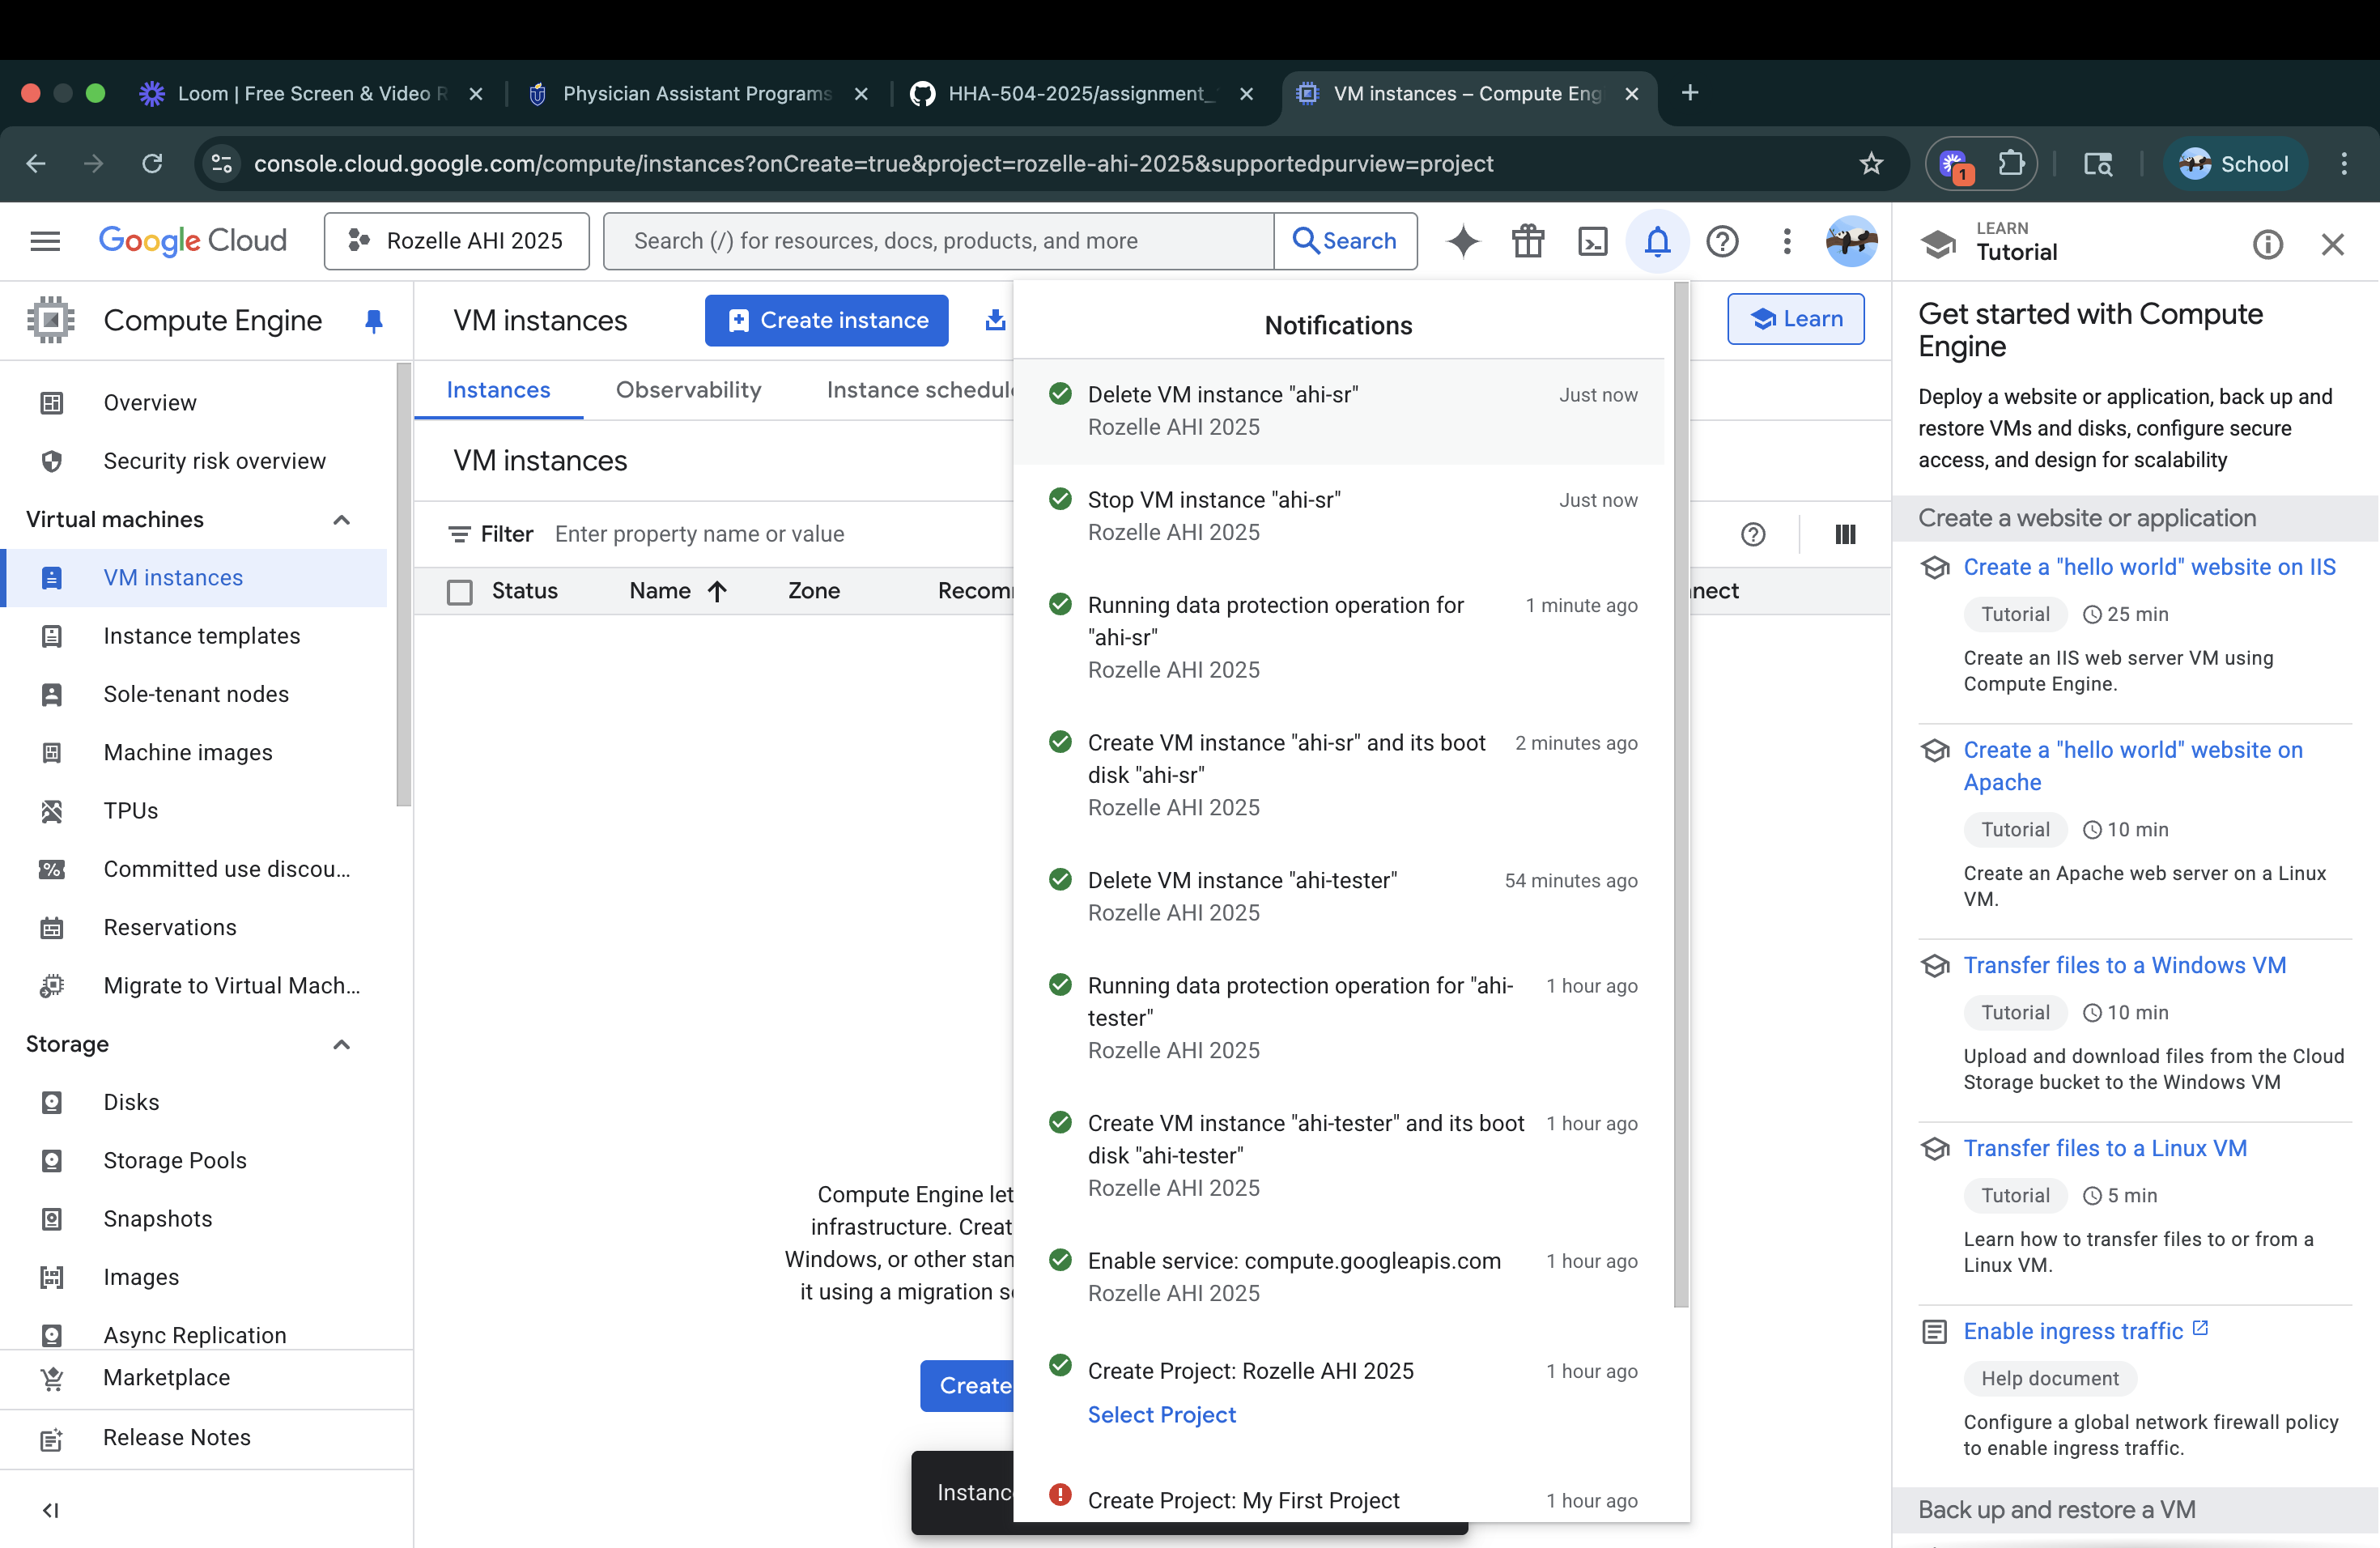 Loom | Free Screen & Video R
Physician Assistant Programs
HHA-504-2025/assignment_
VM instances – Compute Eng
console.cloud.google.com/compute/instances?onCreate=true&project=rozelle-ahi-2025&supportedpurview=project
1
School
Google Cloud
Rozelle AHI 2025
Search (/) for resources, docs, products, and more
Search
LEARN
Tutorial
Compute Engine
Overview
Security risk overview
Virtual machines
VM instances
Instance templates
Sole-tenant nodes
Machine images
TPUs
Committed use discou...
Reservations
Migrate to Virtual Mach...
Storage
Disks
Storage Pools
Snapshots
Images
Async Replication
Marketplace
Release Notes
VM instances
Create instance
Learn
Instances
Observability
Instance schedul
VM instances
Filter
Enter property name or value
Status
Name
Zone
Recom
nect
Compute Engine let
infrastructure. Creat
Windows, or other stan
it using a migration s
Create
Instanc
Notifications
Delete VM instance "ahi-sr"
Just now
Rozelle AHI 2025
Stop VM instance "ahi-sr"
Just now
Rozelle AHI 2025
Running data protection operation for
1 minute ago
"ahi-sr"
Rozelle AHI 2025
Create VM instance "ahi-sr" and its boot
2 minutes ago
disk "ahi-sr"
Rozelle AHI 2025
Delete VM instance "ahi-tester"
54 minutes ago
Rozelle AHI 2025
Running data protection operation for "ahi-
1 hour ago
tester"
Rozelle AHI 2025
Create VM instance "ahi-tester" and its boot
1 hour ago
disk "ahi-tester"
Rozelle AHI 2025
Enable service: compute.googleapis.com
1 hour ago
Rozelle AHI 2025
Create Project: Rozelle AHI 2025
1 hour ago
Select Project
Create Project: My First Project
1 hour ago
Get started with Compute
Engine
Deploy a website or application, back up and
restore VMs and disks, configure secure
access, and design for scalability
Create a website or application
Create a "hello world" website on IIS
Tutorial
25 min
Create an IIS web server VM using
Compute Engine.
Create a "hello world" website on
Apache
Tutorial
10 min
Create an Apache web server on a Linux
VM.
Transfer files to a Windows VM
Tutorial
10 min
Upload and download files from the Cloud
Storage bucket to the Windows VM
Transfer files to a Linux VM
Tutorial
5 min
Learn how to transfer files to or from a
Linux VM.
Enable ingress traffic
Help document
Configure a global network firewall policy
to enable ingress traffic.
Back up and restore a VM